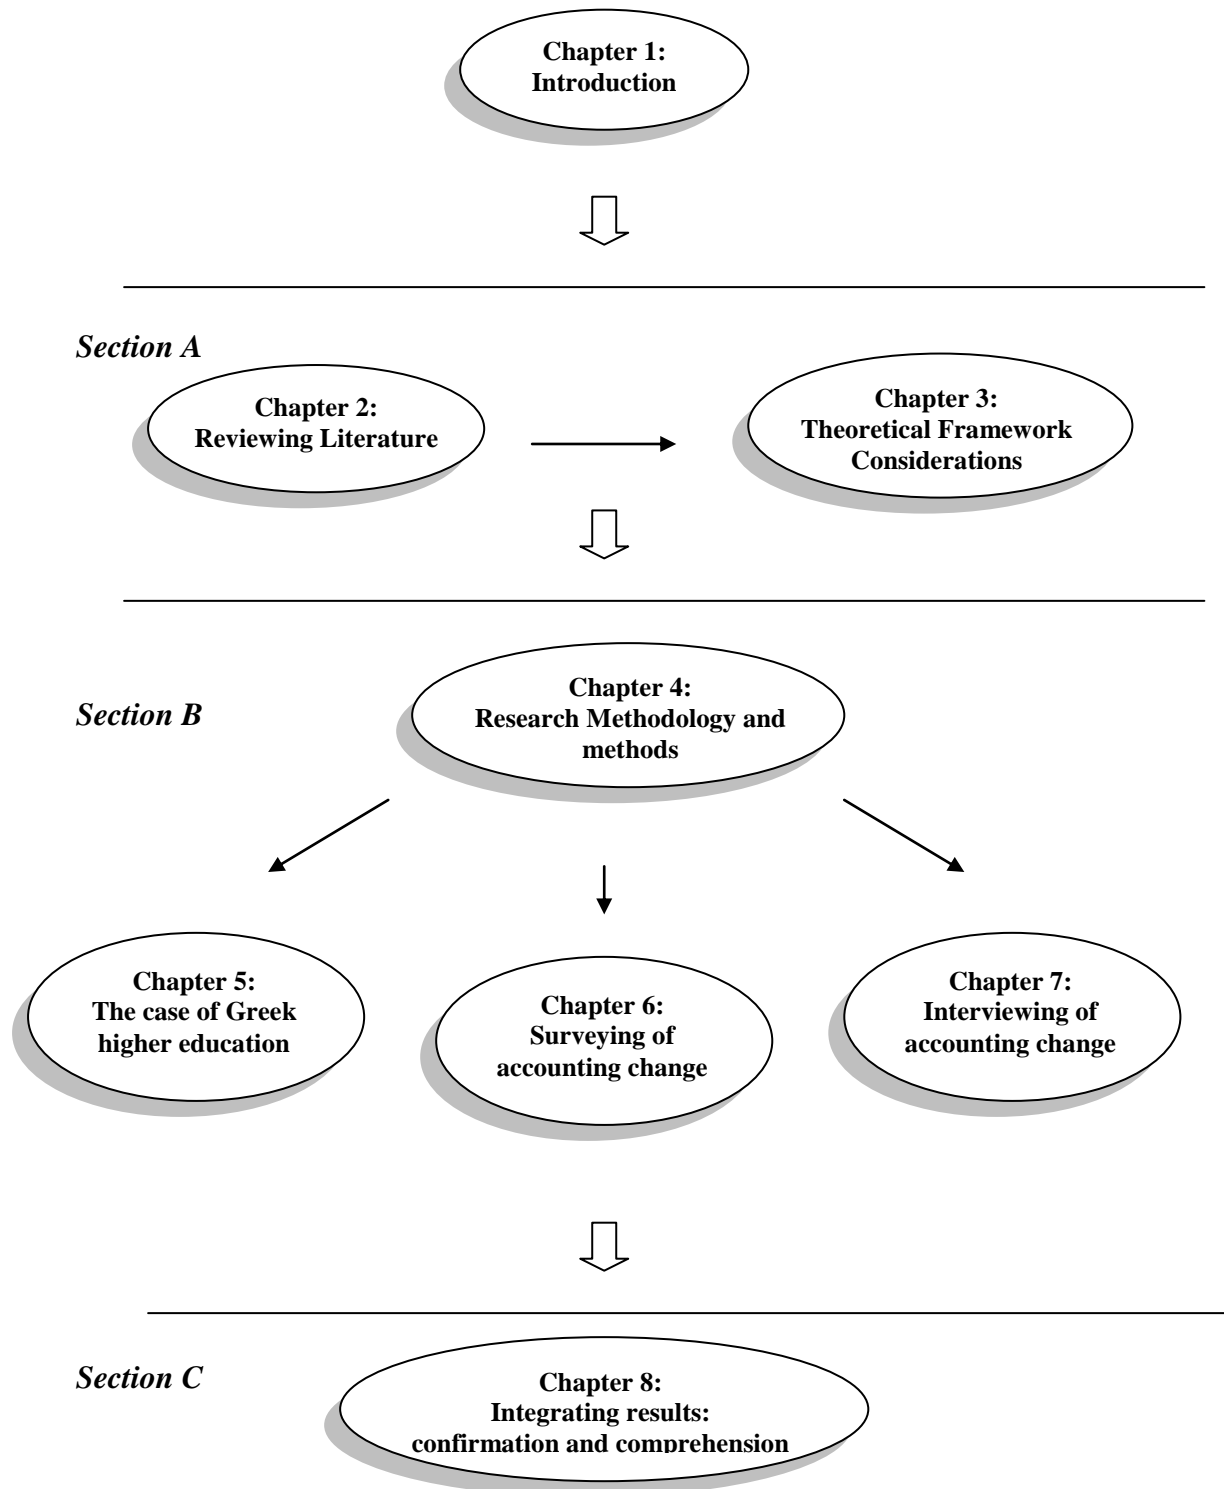 Chapter 1:
Introduction
Section A
Chapter 2:
Reviewing Literature
Chapter 3:
Theoretical Framework
Considerations
Section B
Chapter 4:
Research Methodology and
methods
Chapter 5:
The case of Greek
higher education
Chapter 6:
Surveying of
accounting change
Chapter 7:
Interviewing of
accounting change
Section C
Chapter 8:
Integrating results:
confirmation and comprehension